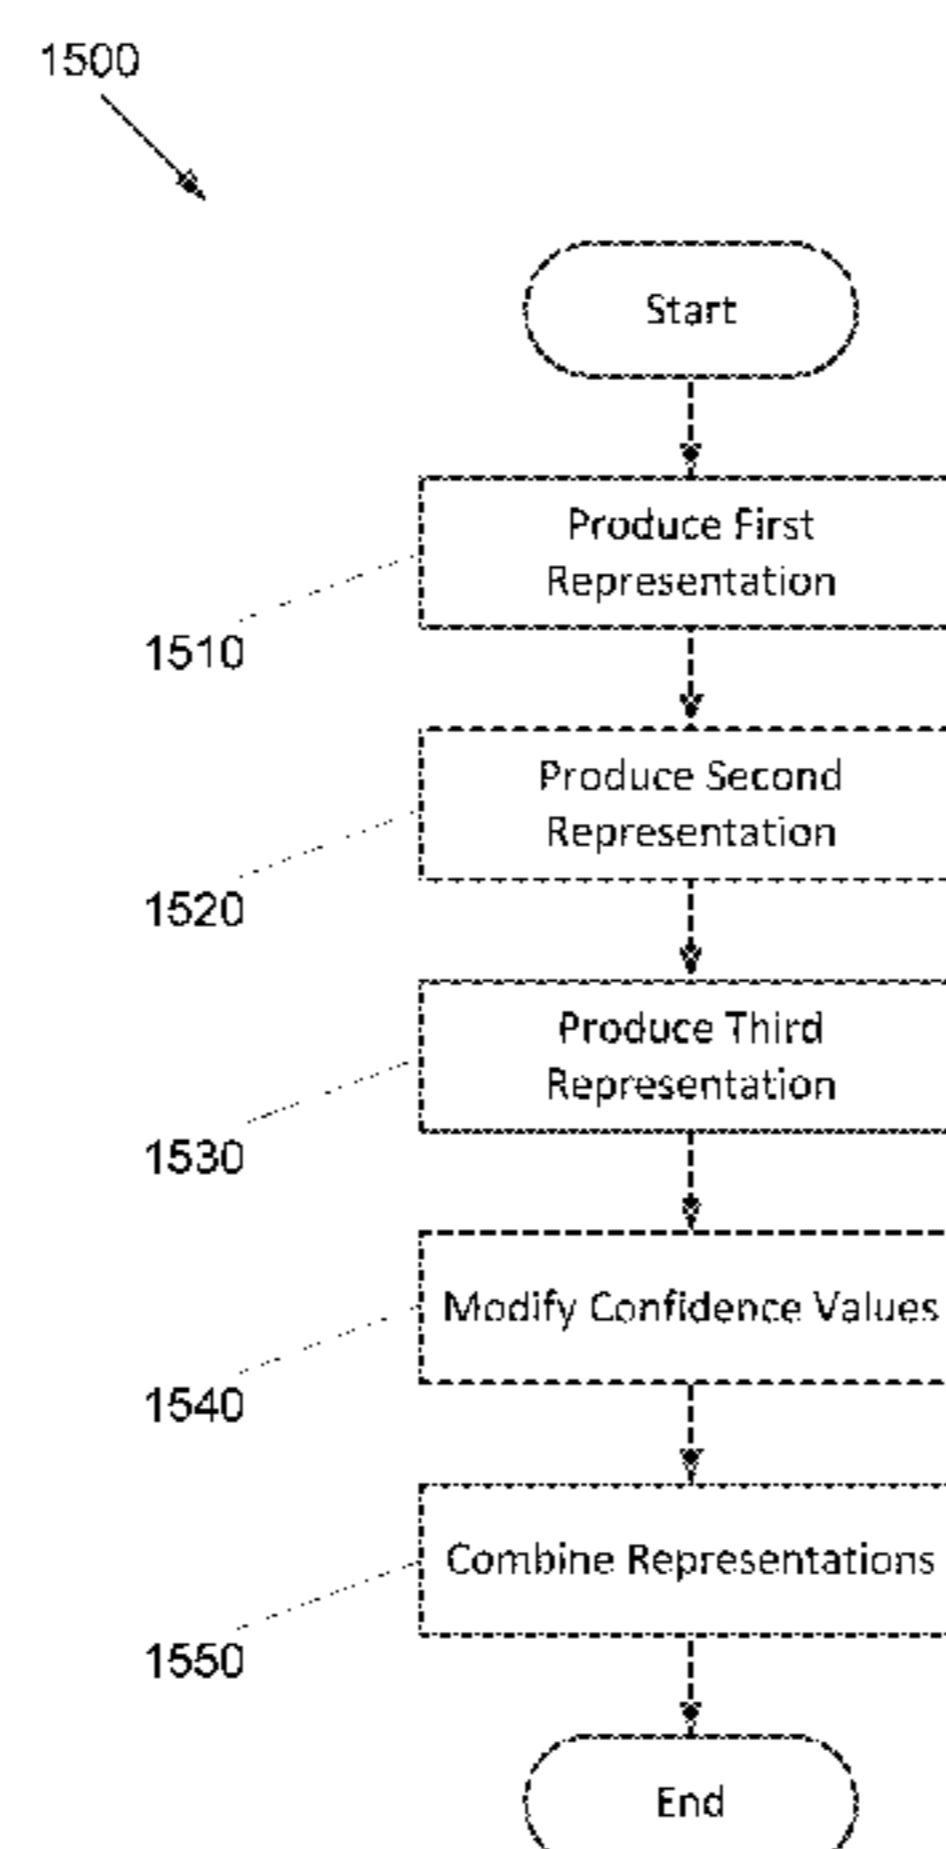 1500
Start
Produce First
Representation
1510
Produce Second
Representation
1520
Produce Third
Representation
1530
Modify Confidence Values
1540
Combine Representations
1550
End